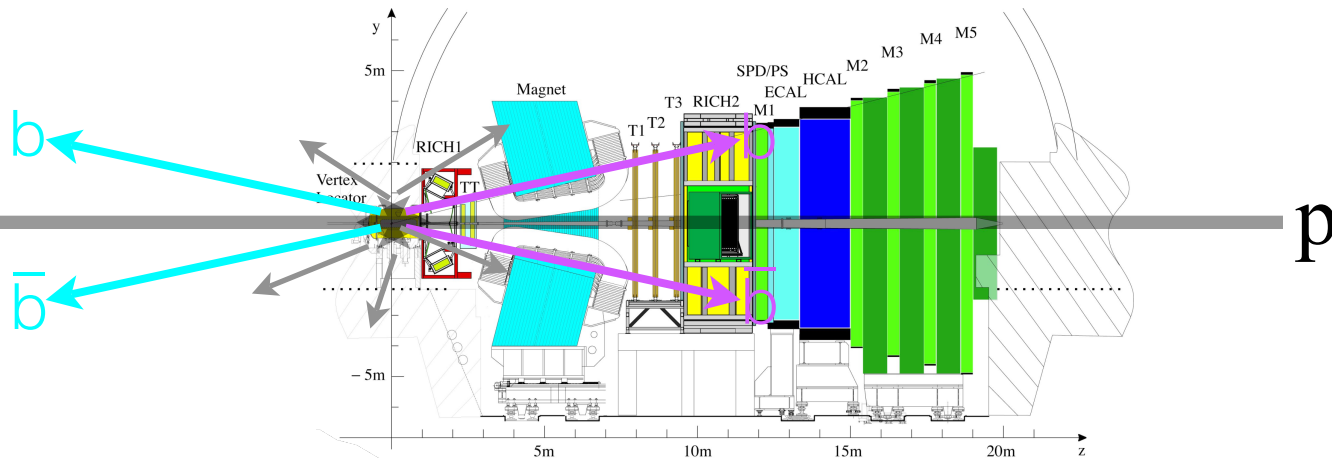 y
5m
Magnet
RICH1
Vertex
Locator
TT
T1
T2
T3
RICH2
M1
SPD/PS
ECAL
HCAL
M2
M3
M4
M5
b
b
b̅
b̅
p
− 5m
5m
10m
15m
20m
z